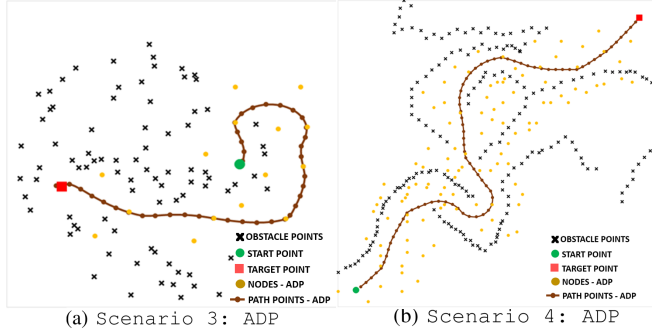 OBSTACLE POINTS
START POINT
TARGET POINT
NODES - ADP
PATH POINTS - ADP
(a) Scenario 3: ADP
OBSTACLE POINTS
START POINT
TARGET POINT
NODES - ADP
PATH POINTS - ADP
(b) Scenario 4: ADP